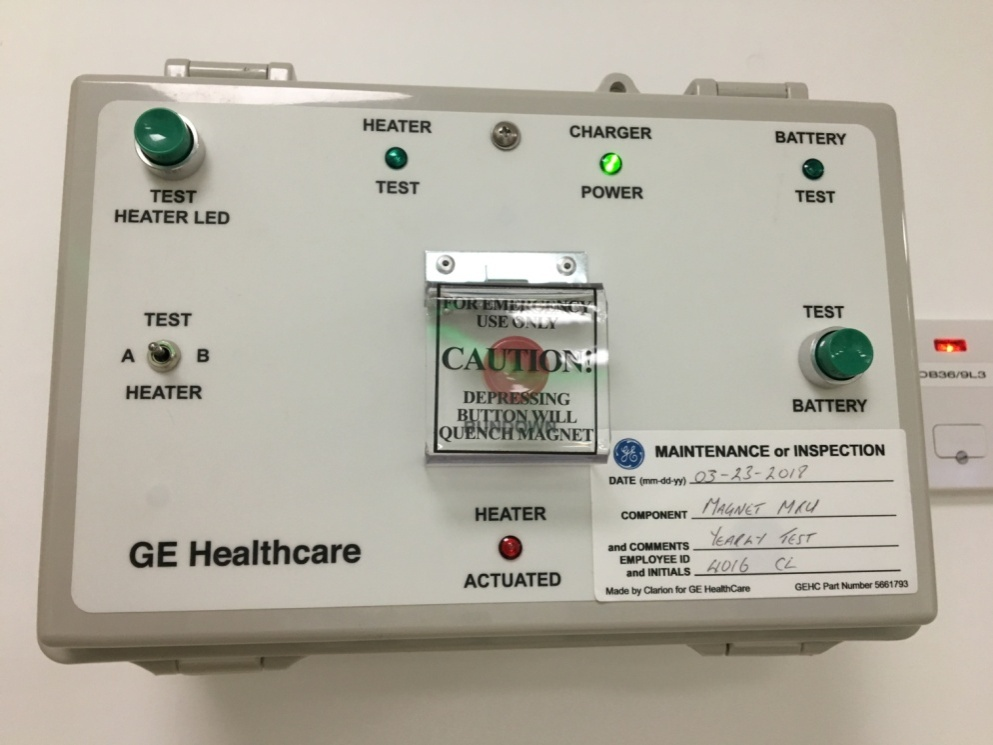 HEATER
TEST
CHARGER
POWER
BATTERY
TEST
TEST
HEATER LED
TEST
A B
HEATER
FOR EMERGENCY
USE ONLY
CAUTION!
DEPRESSING
BUTTON WILL
QUENCH MAGNET
RUNDOWN
TEST
BATTERY
HEATER
ACTUATED
GE Healthcare
GE
MAINTENANCE or INSPECTION
DATE (mm-dd-yy) 03-23-2018
COMPONENT MAGNET MRU
YEARLY TEST
and COMMENTS
EMPLOYEE ID
and INITIALS 4016 CL
Made by Clarion for GE HealthCare GEHC Part Number 5661793
DB36/9L3